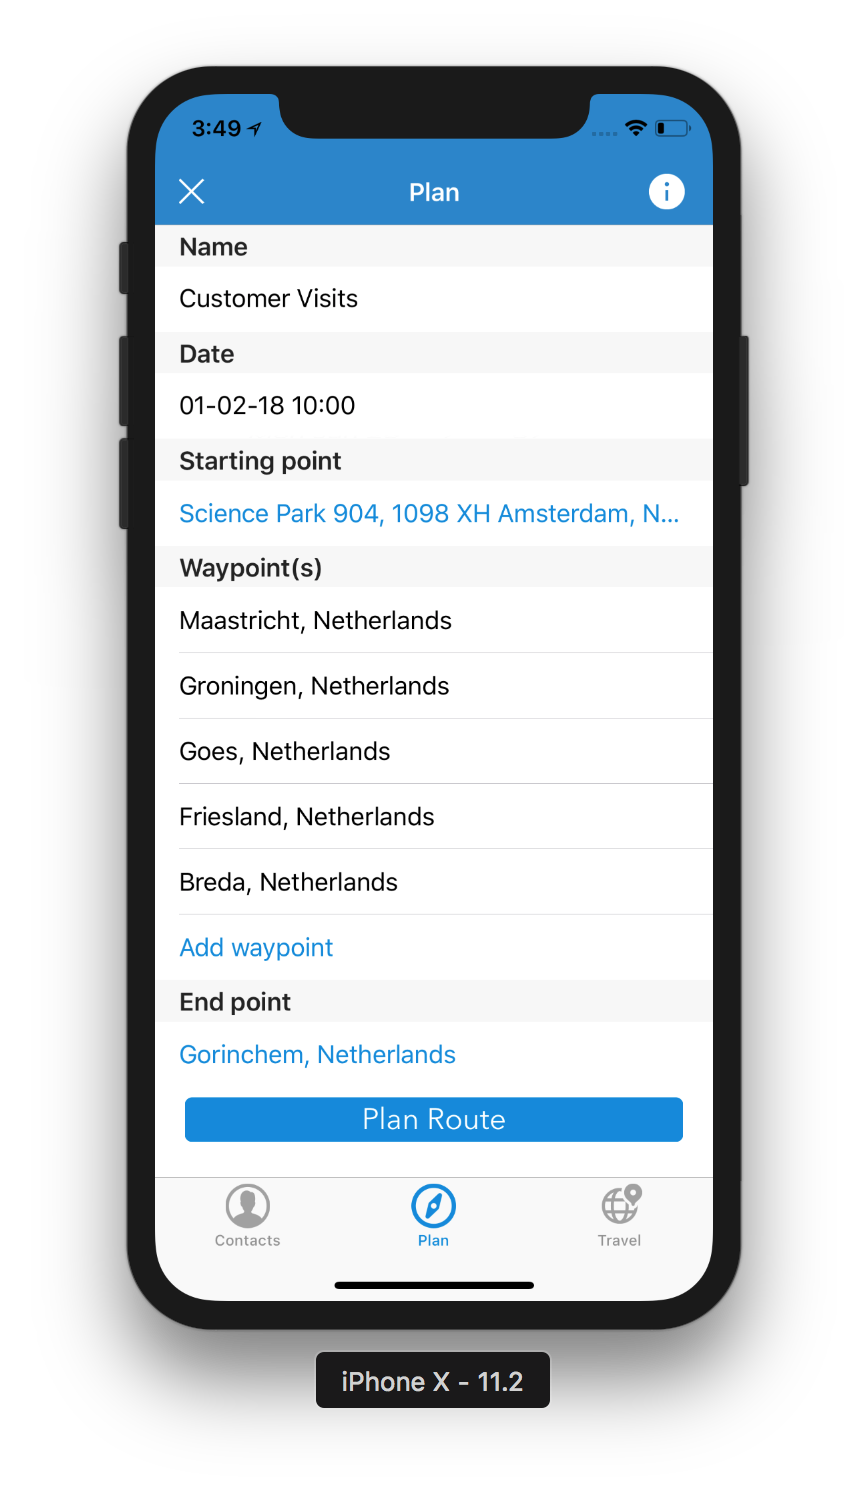 3:49
Plan
Name
Customer Visits
Date
01-02-18 10:00
Starting point
Science Park 904, 1098 XH Amsterdam, N...
Waypoint(s)
Maastricht, Netherlands
Groningen, Netherlands
Goes, Netherlands
Friesland, Netherlands
Breda, Netherlands
Add waypoint
End point
Gorinchem, Netherlands
Plan Route
Contacts
Plan
Travel
iPhone X - 11.2